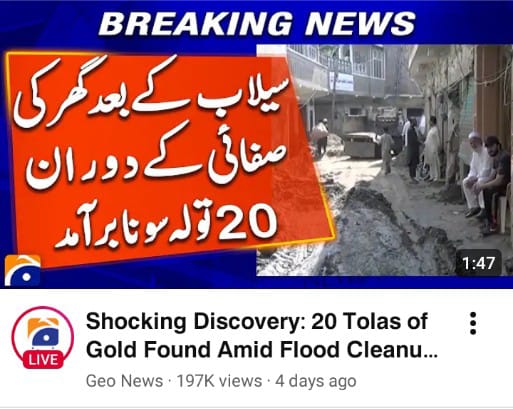 BREAKING NEWS
سیلاب کے بعد گھر کی
صفائی کے دوران
20 تولہ سونا برآمد
1:47
LIVE
Shocking Discovery: 20 Tolas of
Gold Found Amid Flood Cleanu...
Geo News · 197K views · 4 days ago